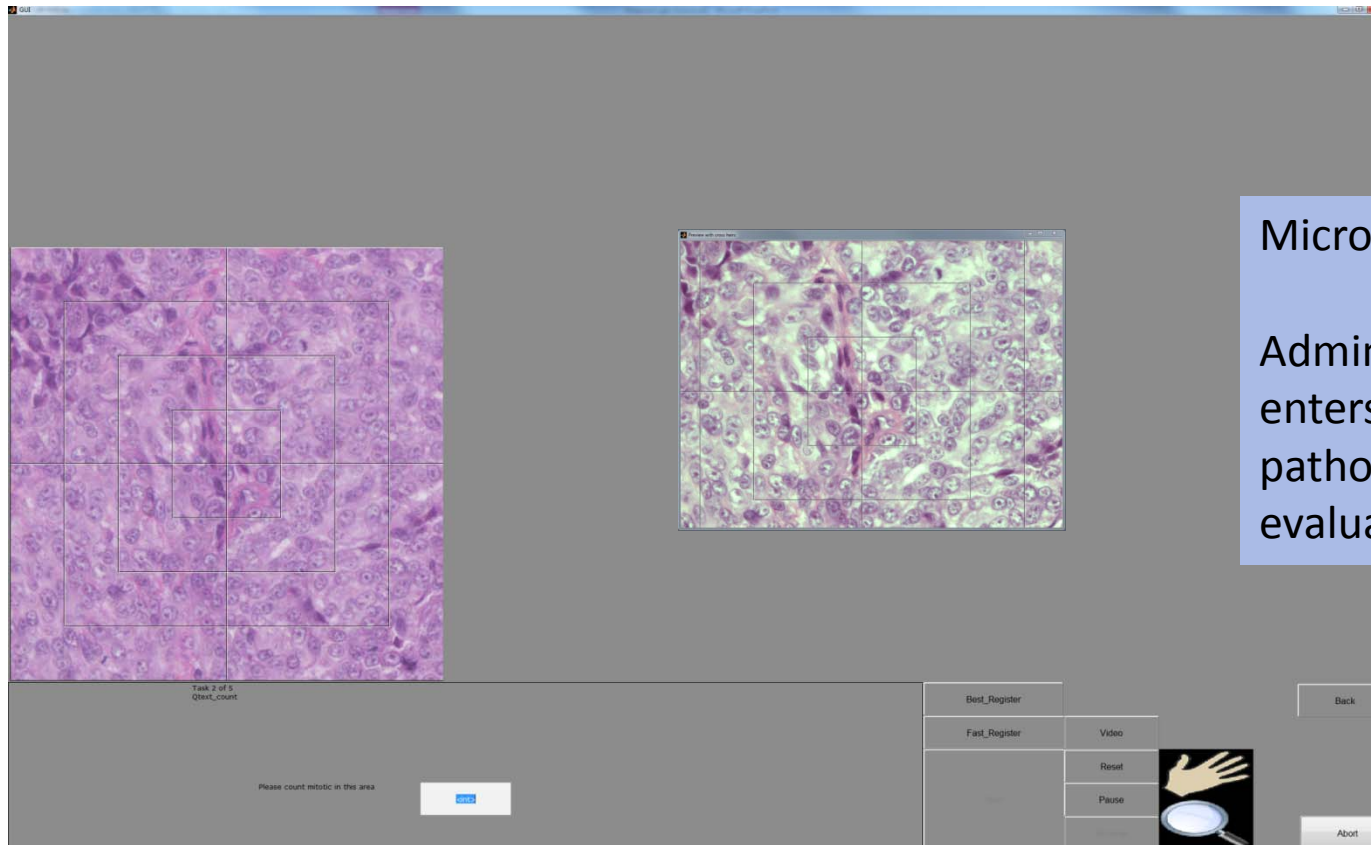 GUI
Preview with cross hairs
Micro
Admin
enters
patho
evalua
Task 2 of 5
Qtext_count
Please count mitotic in this area
<int>
Best_Register
Fast_Register
Video
Reset
Pause
Back
Abort